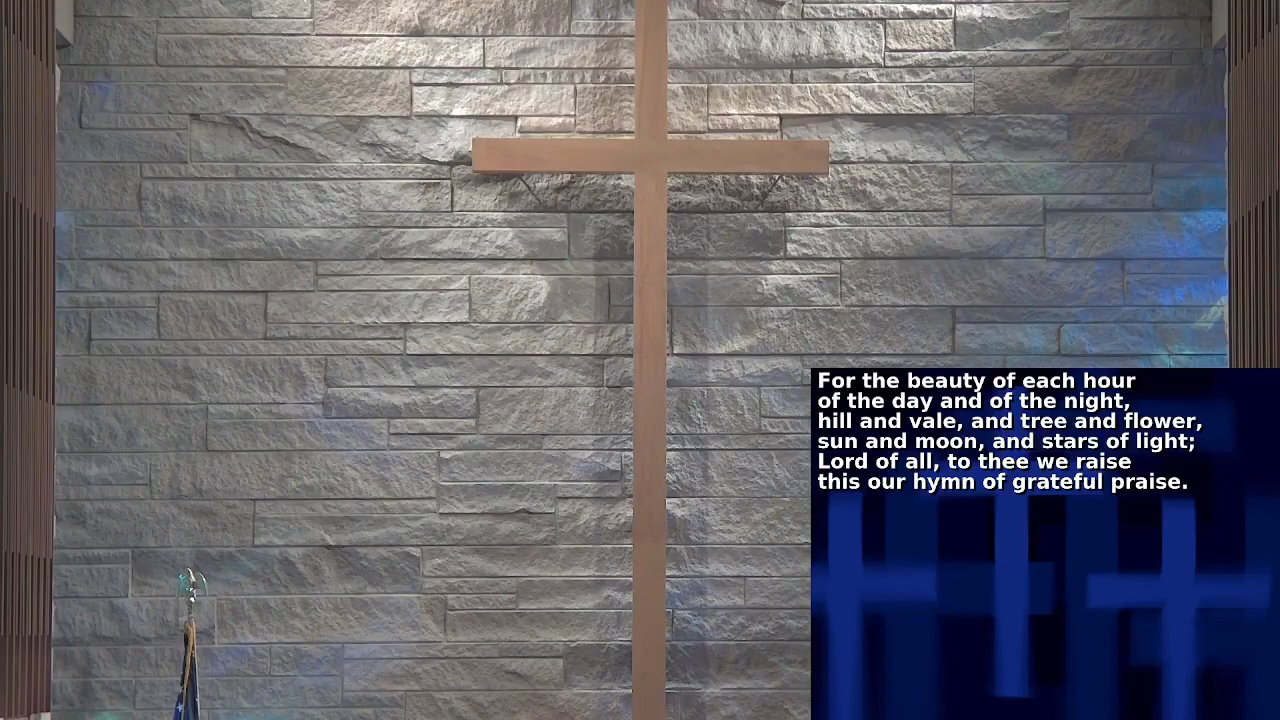 For the beauty of each hour
of the day and of the night,
hill and vale, and tree and flower,
sun and moon, and stars of light;
Lord of all, to thee we raise
this our hymn of grateful praise.